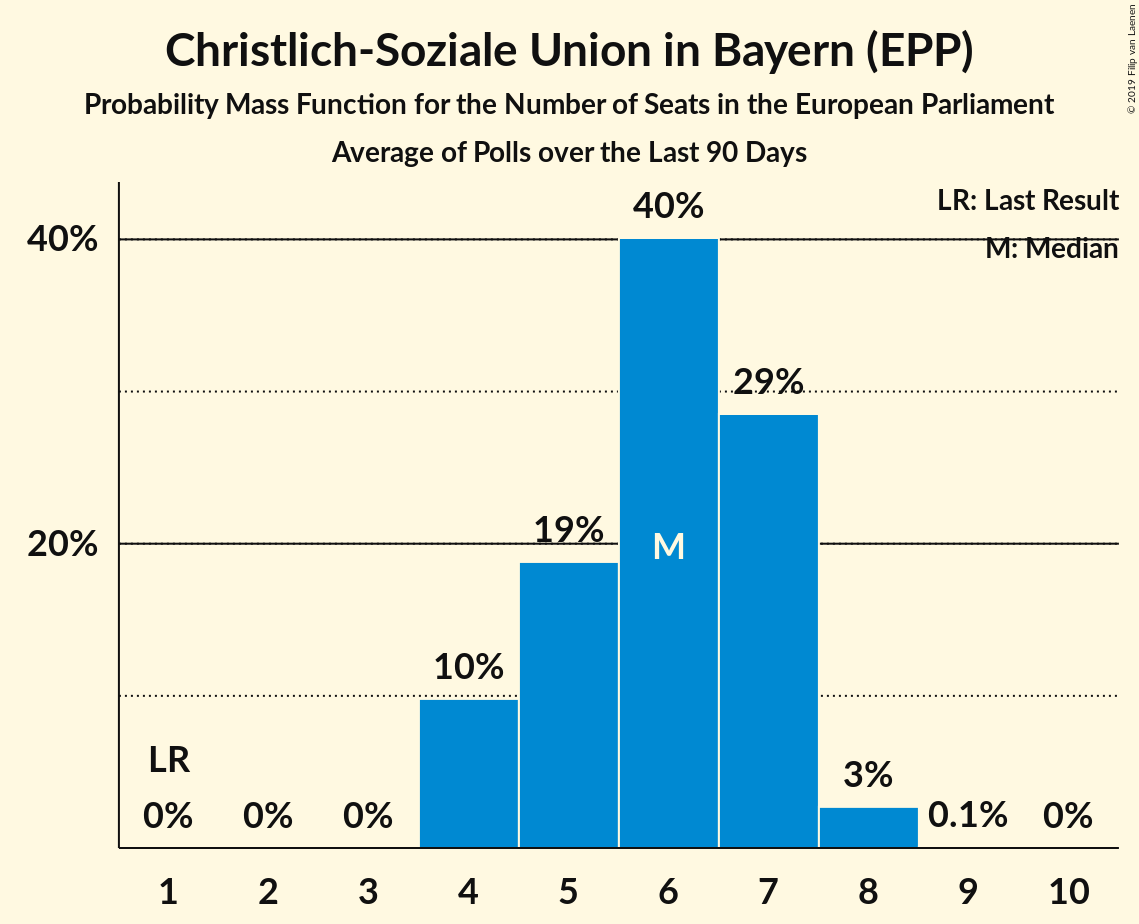 Christlich-Soziale Union in Bayern (EPP)
Probability Mass Function for the Number of Seats in the European Parliament
Average of Polls over the Last 90 Days
© 2019 Filip van Laenen
LR: Last Result
M: Median
40%
20%
LR
0%
0%
0%
10%
19%
40%
M
29%
3%
0.1%
0%
1
2
3
4
5
6
7
8
9
10